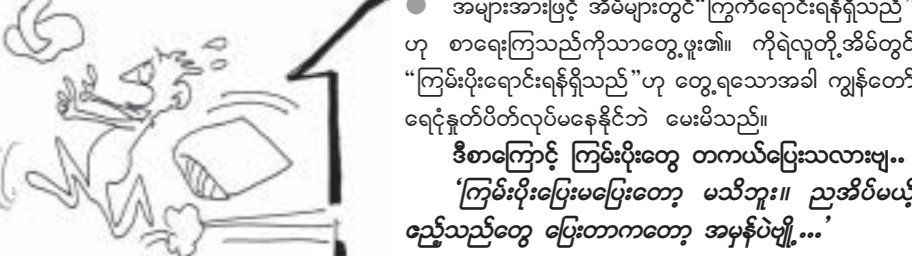 ● အများအားဖြင့် အိမ်များတွင်“ကြွက်ရောင်းရန်ရှိသည်”
ဟု စာရေးကြသည်ကိုသာတွေ့ဖူး၏။ ကိုရဲလူတို့အိမ်တွင်
“ကြမ်းပိုးရောင်းရန်ရှိသည်”ဟု တွေ့ရသောအခါ ကျွန်တော်
ရေငုံနှုတ်ပိတ်လုပ်မနေနိုင်ဘဲ မေးမိသည်။
ဒီစာကြောင့် ကြမ်းပိုးတွေ တကယ်ပြေးသလားဗျ..
‘ကြမ်းပိုးပြေးမပြေးတော့ မသိဘူး။ ညအိပ်မယ့်
ဧည့်သည်တွေ ပြေးတာကတော့ အမှန်ပဲဗျို့...’